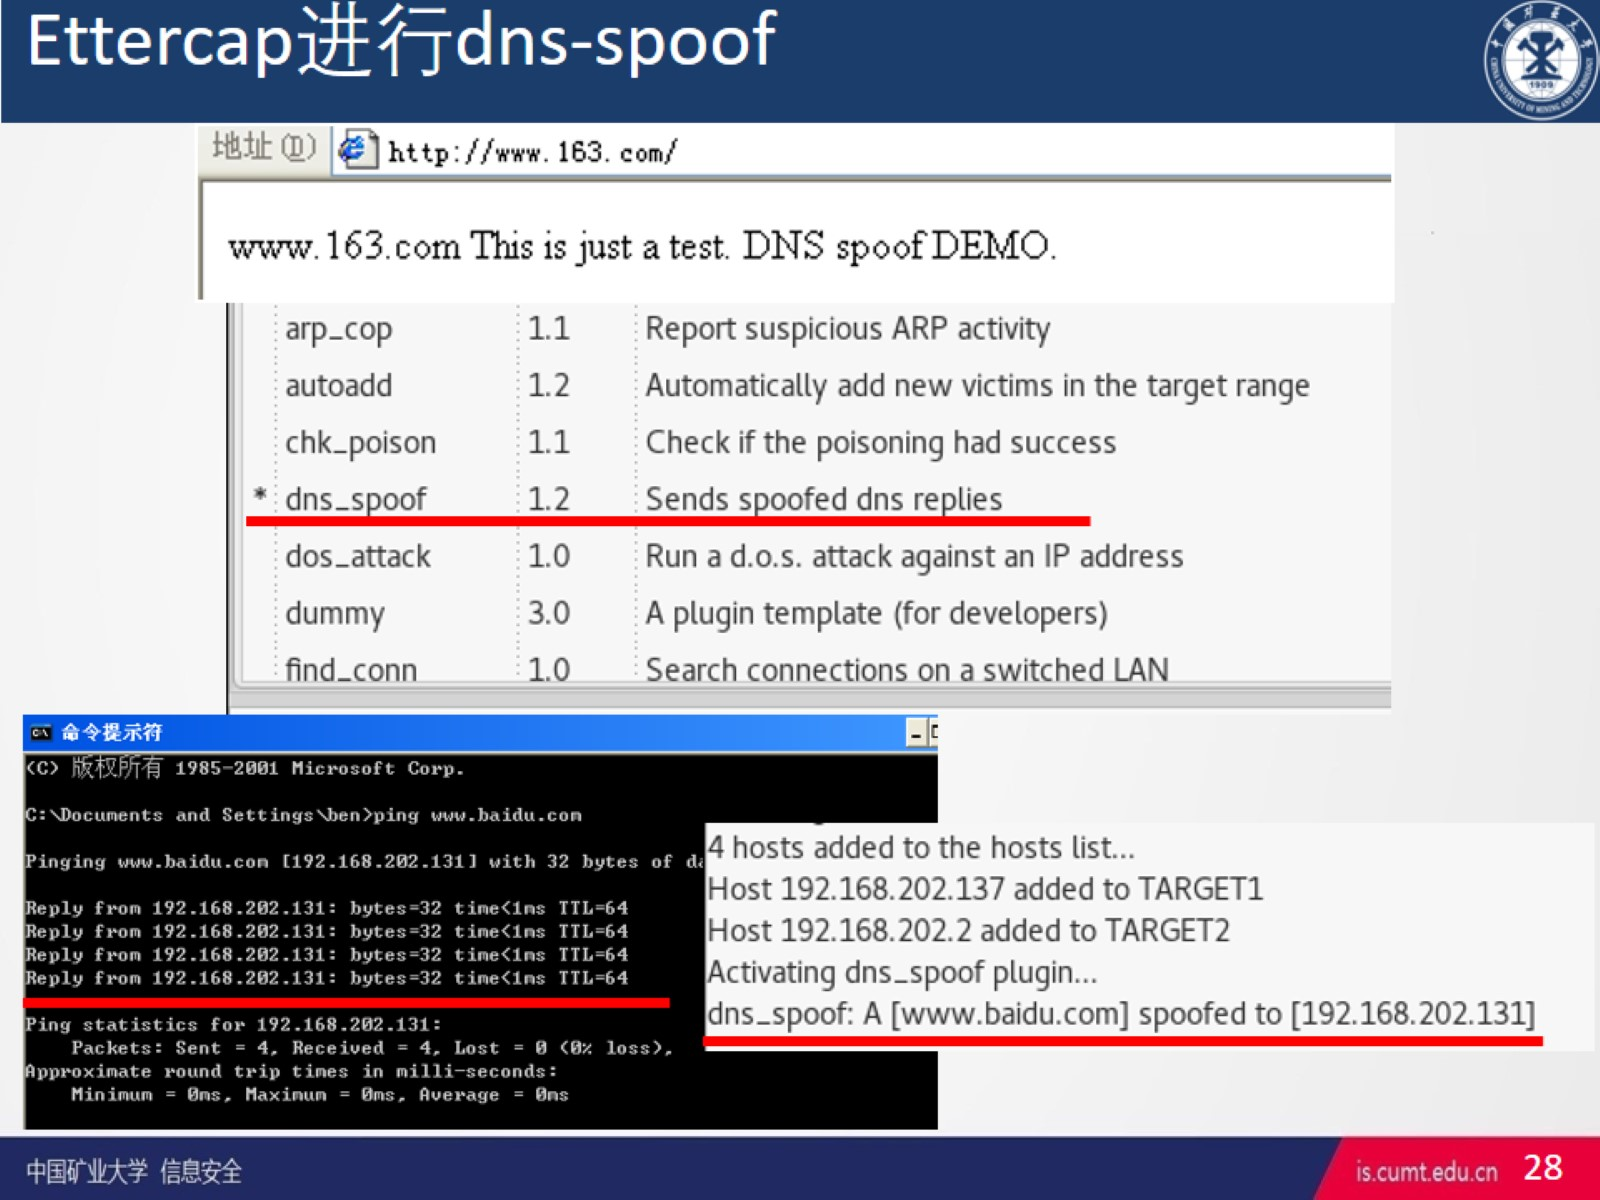 Ettercap进行dns-spoof
1909
地址(D) http://www.163.com/
www.163.com This is just a test. DNS spoof DEMO.
arp_cop 1.1 Report suspicious ARP activity
autoadd 1.2 Automatically add new victims in the target range
chk_poison 1.1 Check if the poisoning had success
* dns_spoof 1.2 Sends spoofed dns replies
dos_attack 1.0 Run a d.o.s. attack against an IP address
dummy 3.0 A plugin template (for developers)
find_conn 1.0 Search connections on a switched LAN
命令提示符
(C) 版权所有 1985-2001 Microsoft Corp.
C:\Documents and Settings\ben>ping www.baidu.com
Pinging www.baidu.com [192.168.202.131] with 32 bytes of da
Reply from 192.168.202.131: bytes=32 time<1ms TTL=64
Reply from 192.168.202.131: bytes=32 time<1ms TTL=64
Reply from 192.168.202.131: bytes=32 time<1ms TTL=64
Reply from 192.168.202.131: bytes=32 time<1ms TTL=64
Ping statistics for 192.168.202.131:
Packets: Sent = 4, Received = 4, Lost = 0 (0% loss),
Approximate round trip times in milli-seconds:
Minimum = 0ms, Maximum = 0ms, Average = 0ms
4 hosts added to the hosts list...
Host 192.168.202.137 added to TARGET1
Host 192.168.202.2 added to TARGET2
Activating dns_spoof plugin...
dns_spoof: A [www.baidu.com] spoofed to [192.168.202.131]
中国矿业大学 信息安全
is.cumt.edu.cn 28